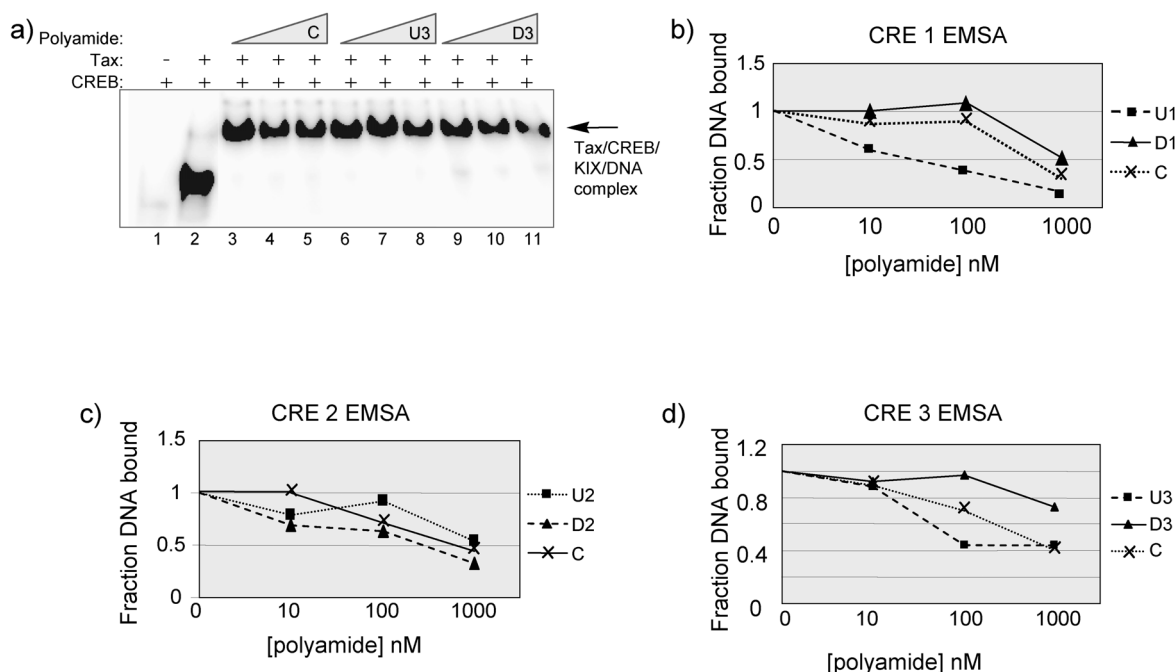 a)
Polyamide: C U3 D3
Tax: - + + + + + + + + + +
CREB: + + + + + + + + + + +
Tax/CREB/
KIX/DNA
complex
1 2 3 4 5 6 7 8 9 10 11
b)
CRE 1 EMSA
Fraction DNA bound
1.5
1
0.5
0
0 10 100 1000
[polyamide] nM
U1
D1
C
c)
CRE 2 EMSA
Fraction DNA bound
1.5
1
0.5
0
0 10 100 1000
[polyamide] nM
U2
D2
C
d)
CRE 3 EMSA
Fraction DNA bound
1.2
0.8
0.4
0
0 10 100 1000
[polyamide] nM
U3
D3
C